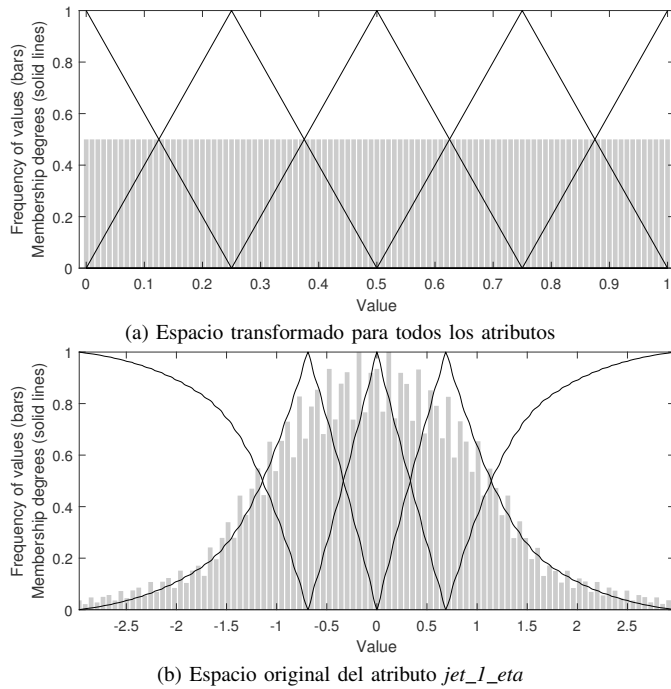 1
0.8
0.6
0.4
0.2
0
Frequency of values (bars)
Membership degrees (solid lines)
0 0.1 0.2 0.3 0.4 0.5 0.6 0.7 0.8 0.9 1
Value
(a) Espacio transformado para todos los atributos
1
0.8
0.6
0.4
0.2
0
Frequency of values (bars)
Membership degrees (solid lines)
-2.5 -2 -1.5 -1 -0.5 0 0.5 1 1.5 2 2.5
Value
(b) Espacio original del atributo jet_1_eta